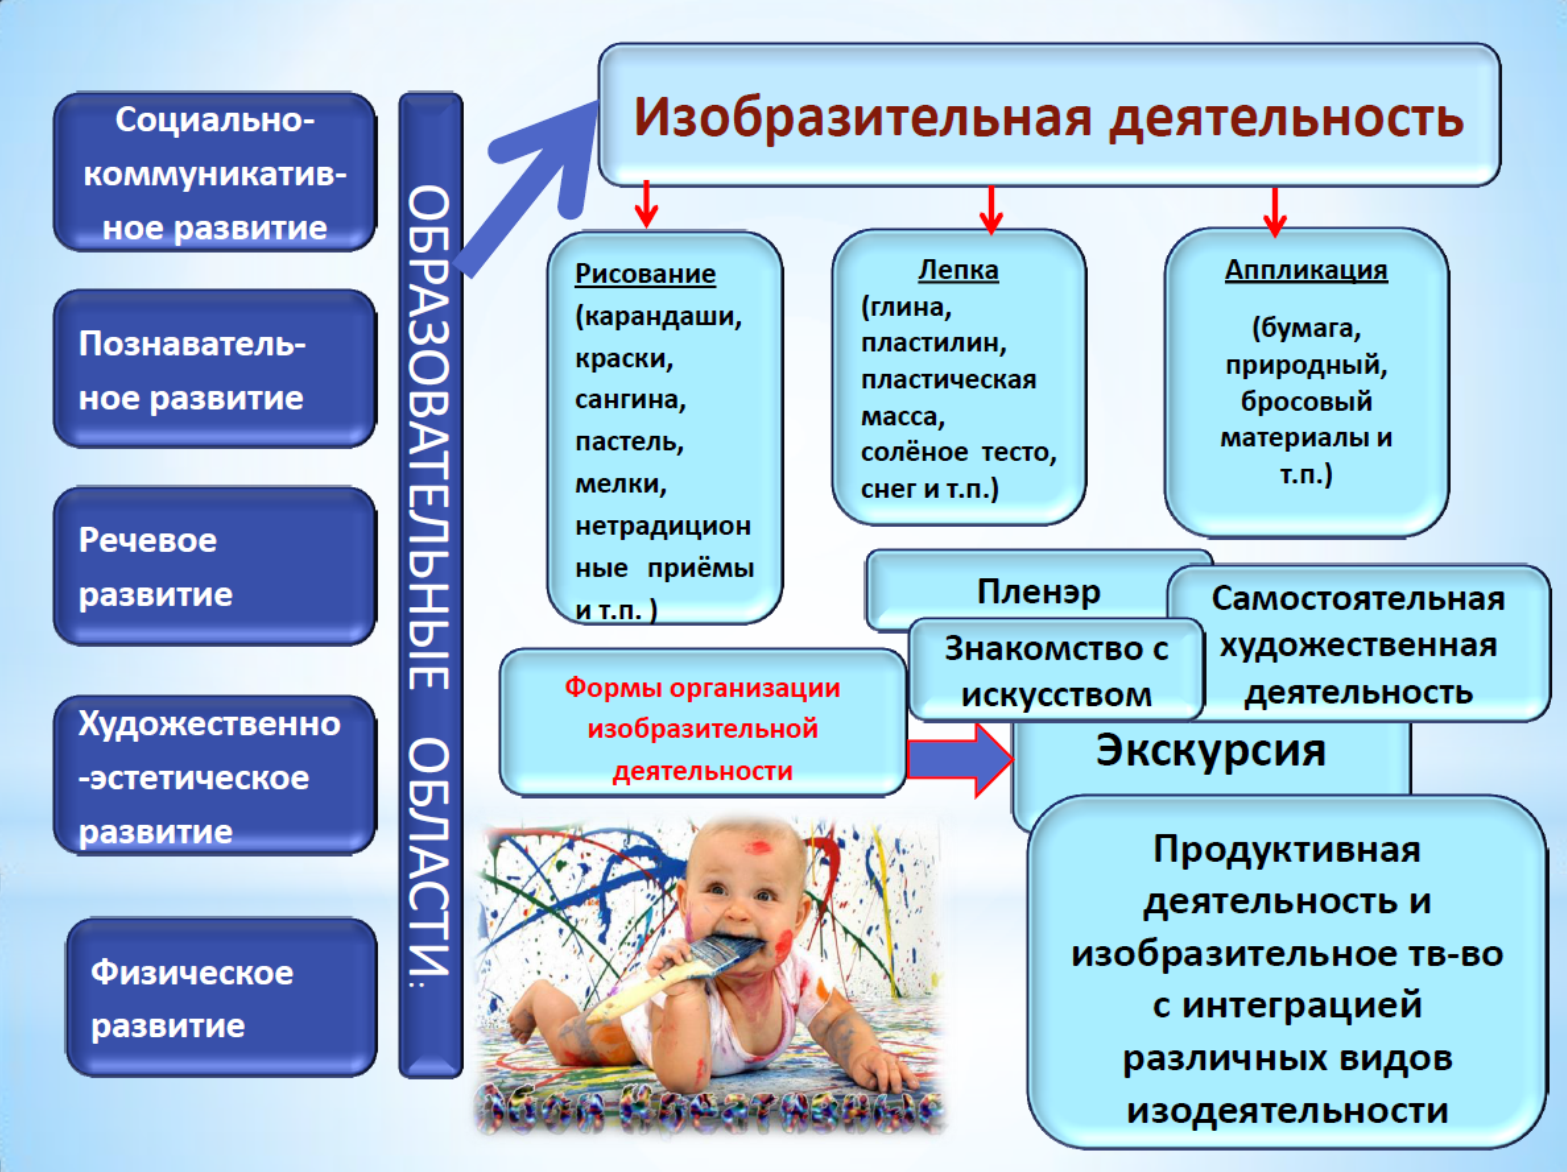 Социально-
коммуникатив-
ное развитие
Познаватель-
ное развитие
Речевое
развитие
Художественно
-эстетическое
развитие
Физическое
развитие
ОБРАЗОВАТЕЛЬНЫЕ ОБЛАСТИ:
Изобразительная деятельность
Рисование
(карандаши,
краски,
сангина,
пастель,
мелки,
нетрадицион
ные приёмы
и т.п. )
Лепка
(глина,
пластилин,
пластическая
масса,
солёное тесто,
снег и т.п.)
Аппликация
(бумага,
природный,
бросовый
материалы и
т.п.)
Формы организации
изобразительной
деятельности
Пленэр
Знакомство с
искусством
Самостоятельная
художественная
деятельность
Экскурсия
Продуктивная
деятельность и
изобразительное тв-во
с интеграцией
различных видов
изодеятельности
Креативные